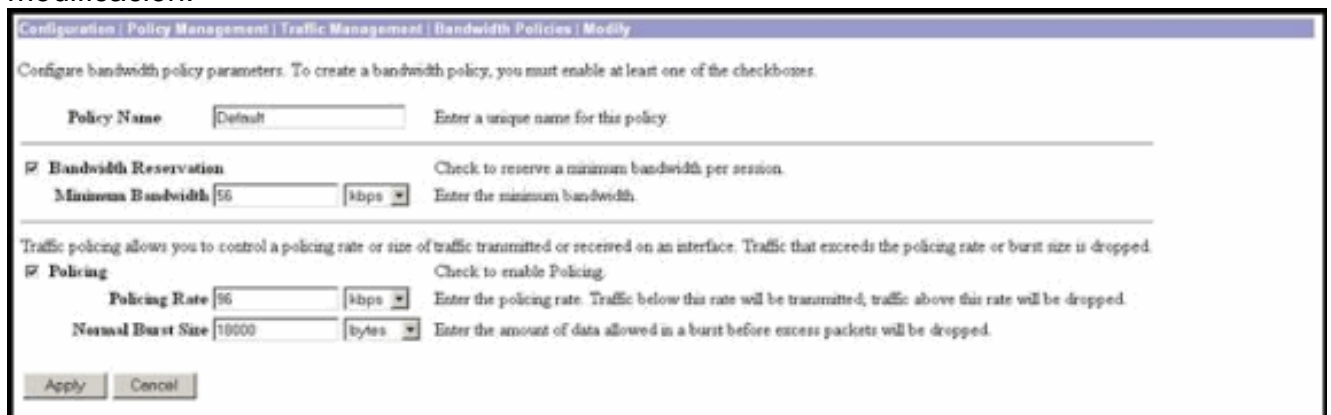 modificación.
Configuration | Policy Management | Traffic Management | Bandwidth Policies | Modify
Configure bandwidth policy parameters. To create a bandwidth policy, you must enable at least one of the checkboxes.
Policy Name Default Enter a unique name for this policy.
Bandwidth Reservation Check to reserve a minimum bandwidth per session.
Minimum Bandwidth 56 kbps Enter the minimum bandwidth.
Traffic policing allows you to control a policing rate or size of traffic transmitted or received on an interface. Traffic that exceeds the policing rate or burst size is dropped.
Policing Check to enable Policing.
Policing Rate 96 kbps Enter the policing rate. Traffic below this rate will be transmitted, traffic above this rate will be dropped.
Normal Burst Size 18000 bytes Enter the amount of data allowed in a burst before excess packets will be dropped.
Apply Cancel